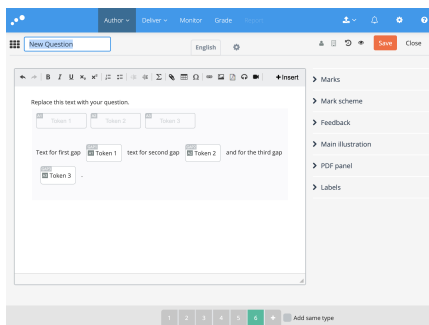 Author Deliver Monitor Grade
New Question English Save Close
B I U x₂ x² Σ Ω + Insert
Replace this text with your question.
Token 1 Token 2 Token 3
Text for first gap Token 1 text for second gap Token 2 and for the third gap
Token 3 .
Marks
Mark scheme
Feedback
Main illustration
PDF panel
Labels
1 2 3 4 5 6 + Add same type